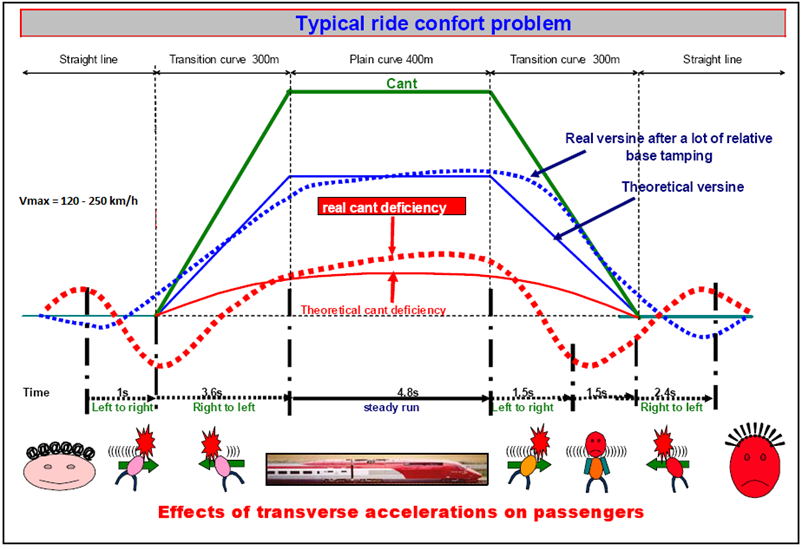 Typical ride confort problem
Straight line
Transition curve 300m
Plain curve 400m
Transition curve 300m
Straight line
Cant
Real versine after a lot of relative
base tamping
Theoretical versine
Vmax = 120 - 250 km/h
real cant deficiency
Theoretical cant deficiency
Time
1s
3.6s
4.8s
1.5s
1.5s
2.4s
Left to right
Right to left
steady run
Left to right
Right to left
@@@@@@
Effects of transverse accelerations on passengers